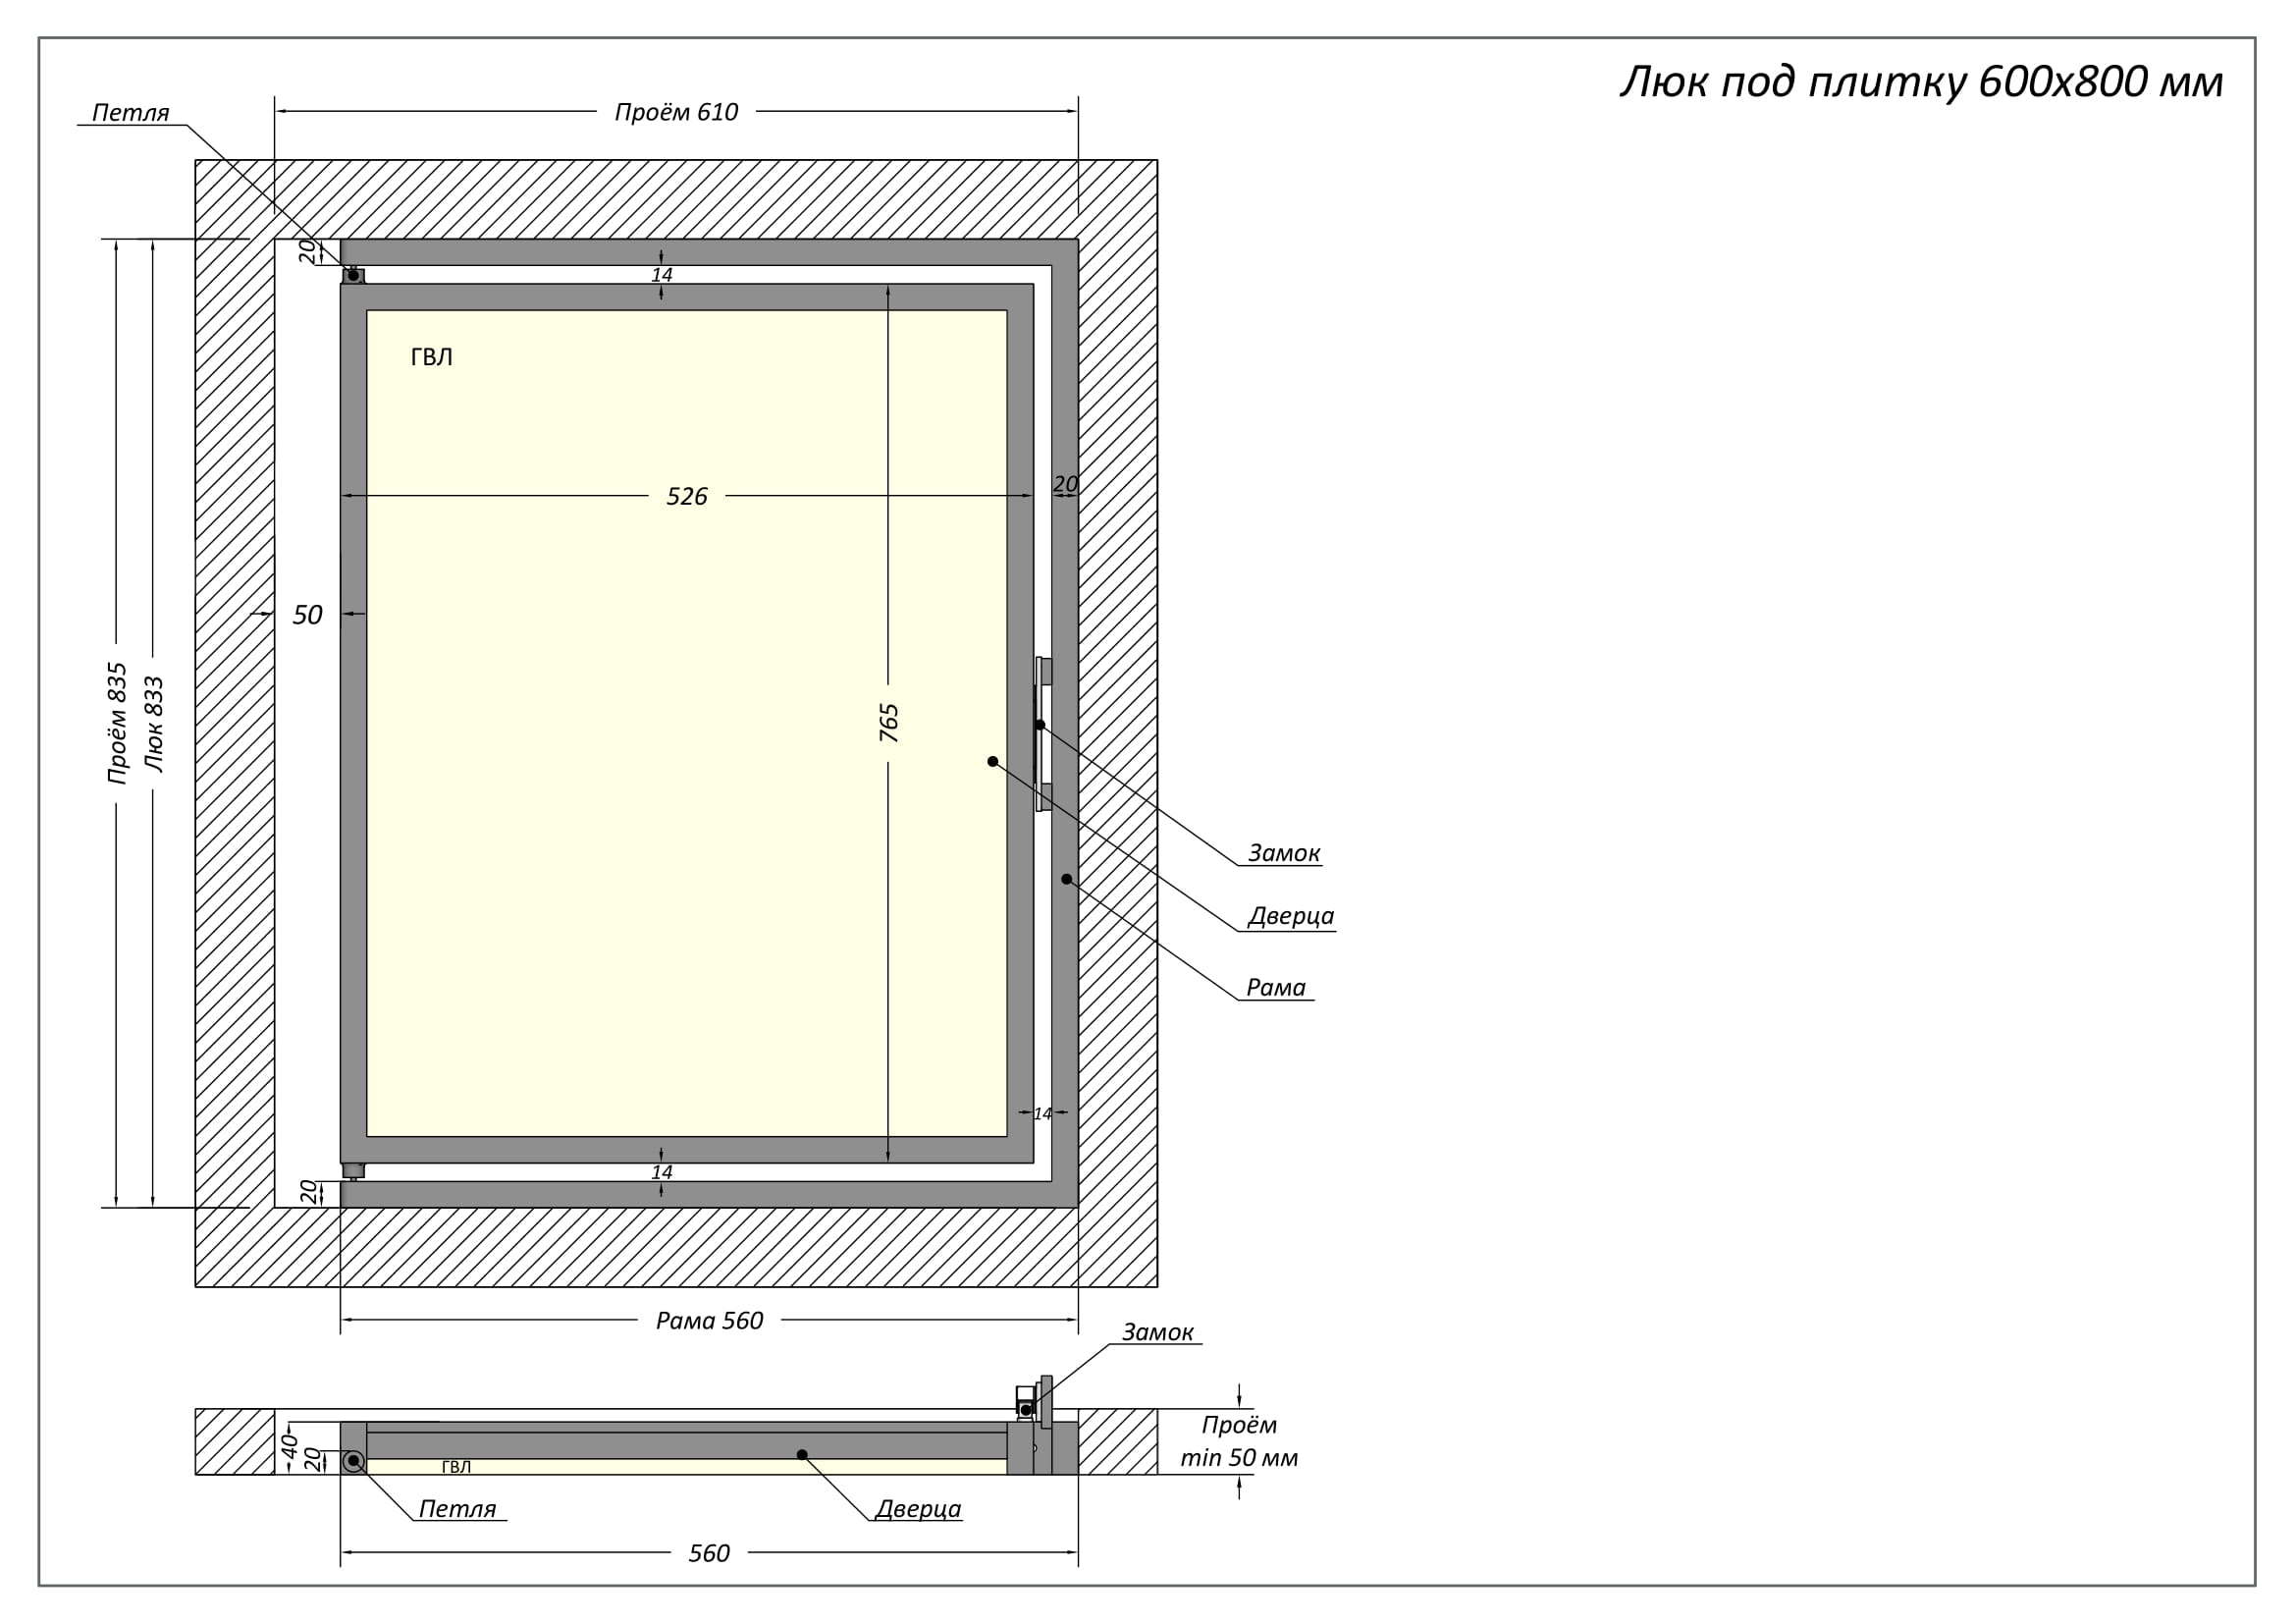 Люк под плитку 600x800 мм
Петля
Проём 610
20
14
ГВЛ
526
20
50
Проём 835
Люк 833
765
Замок
Дверца
Рама
14
14
20
Рама 560
Замок
Проём
min 50 мм
40
20
ГВЛ
Петля
Дверца
560